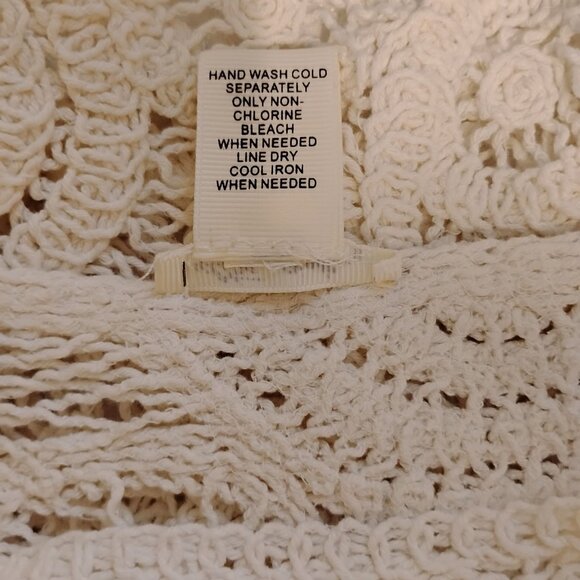 HAND WASH COLD
SEPARATELY
ONLY NON-
CHLORINE
BLEACH
WHEN NEEDED
LINE DRY
COOL IRON
WHEN NEEDED